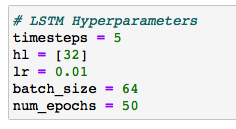 # LSTM Hyperparameters
timesteps = 5
hl = [32]
lr = 0.01
batch_size = 64
num_epochs = 50